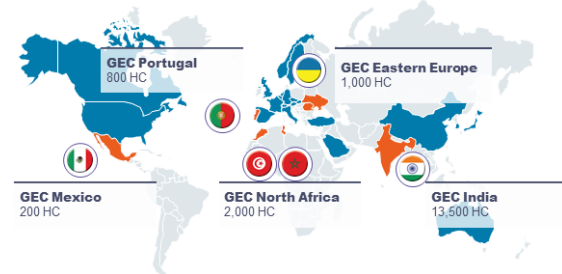 GEC Portugal
800 HC
GEC Eastern Europe
1,000 HC
GEC Mexico
200 HC
GEC North Africa
2,000 HC
GEC India
13,500 HC